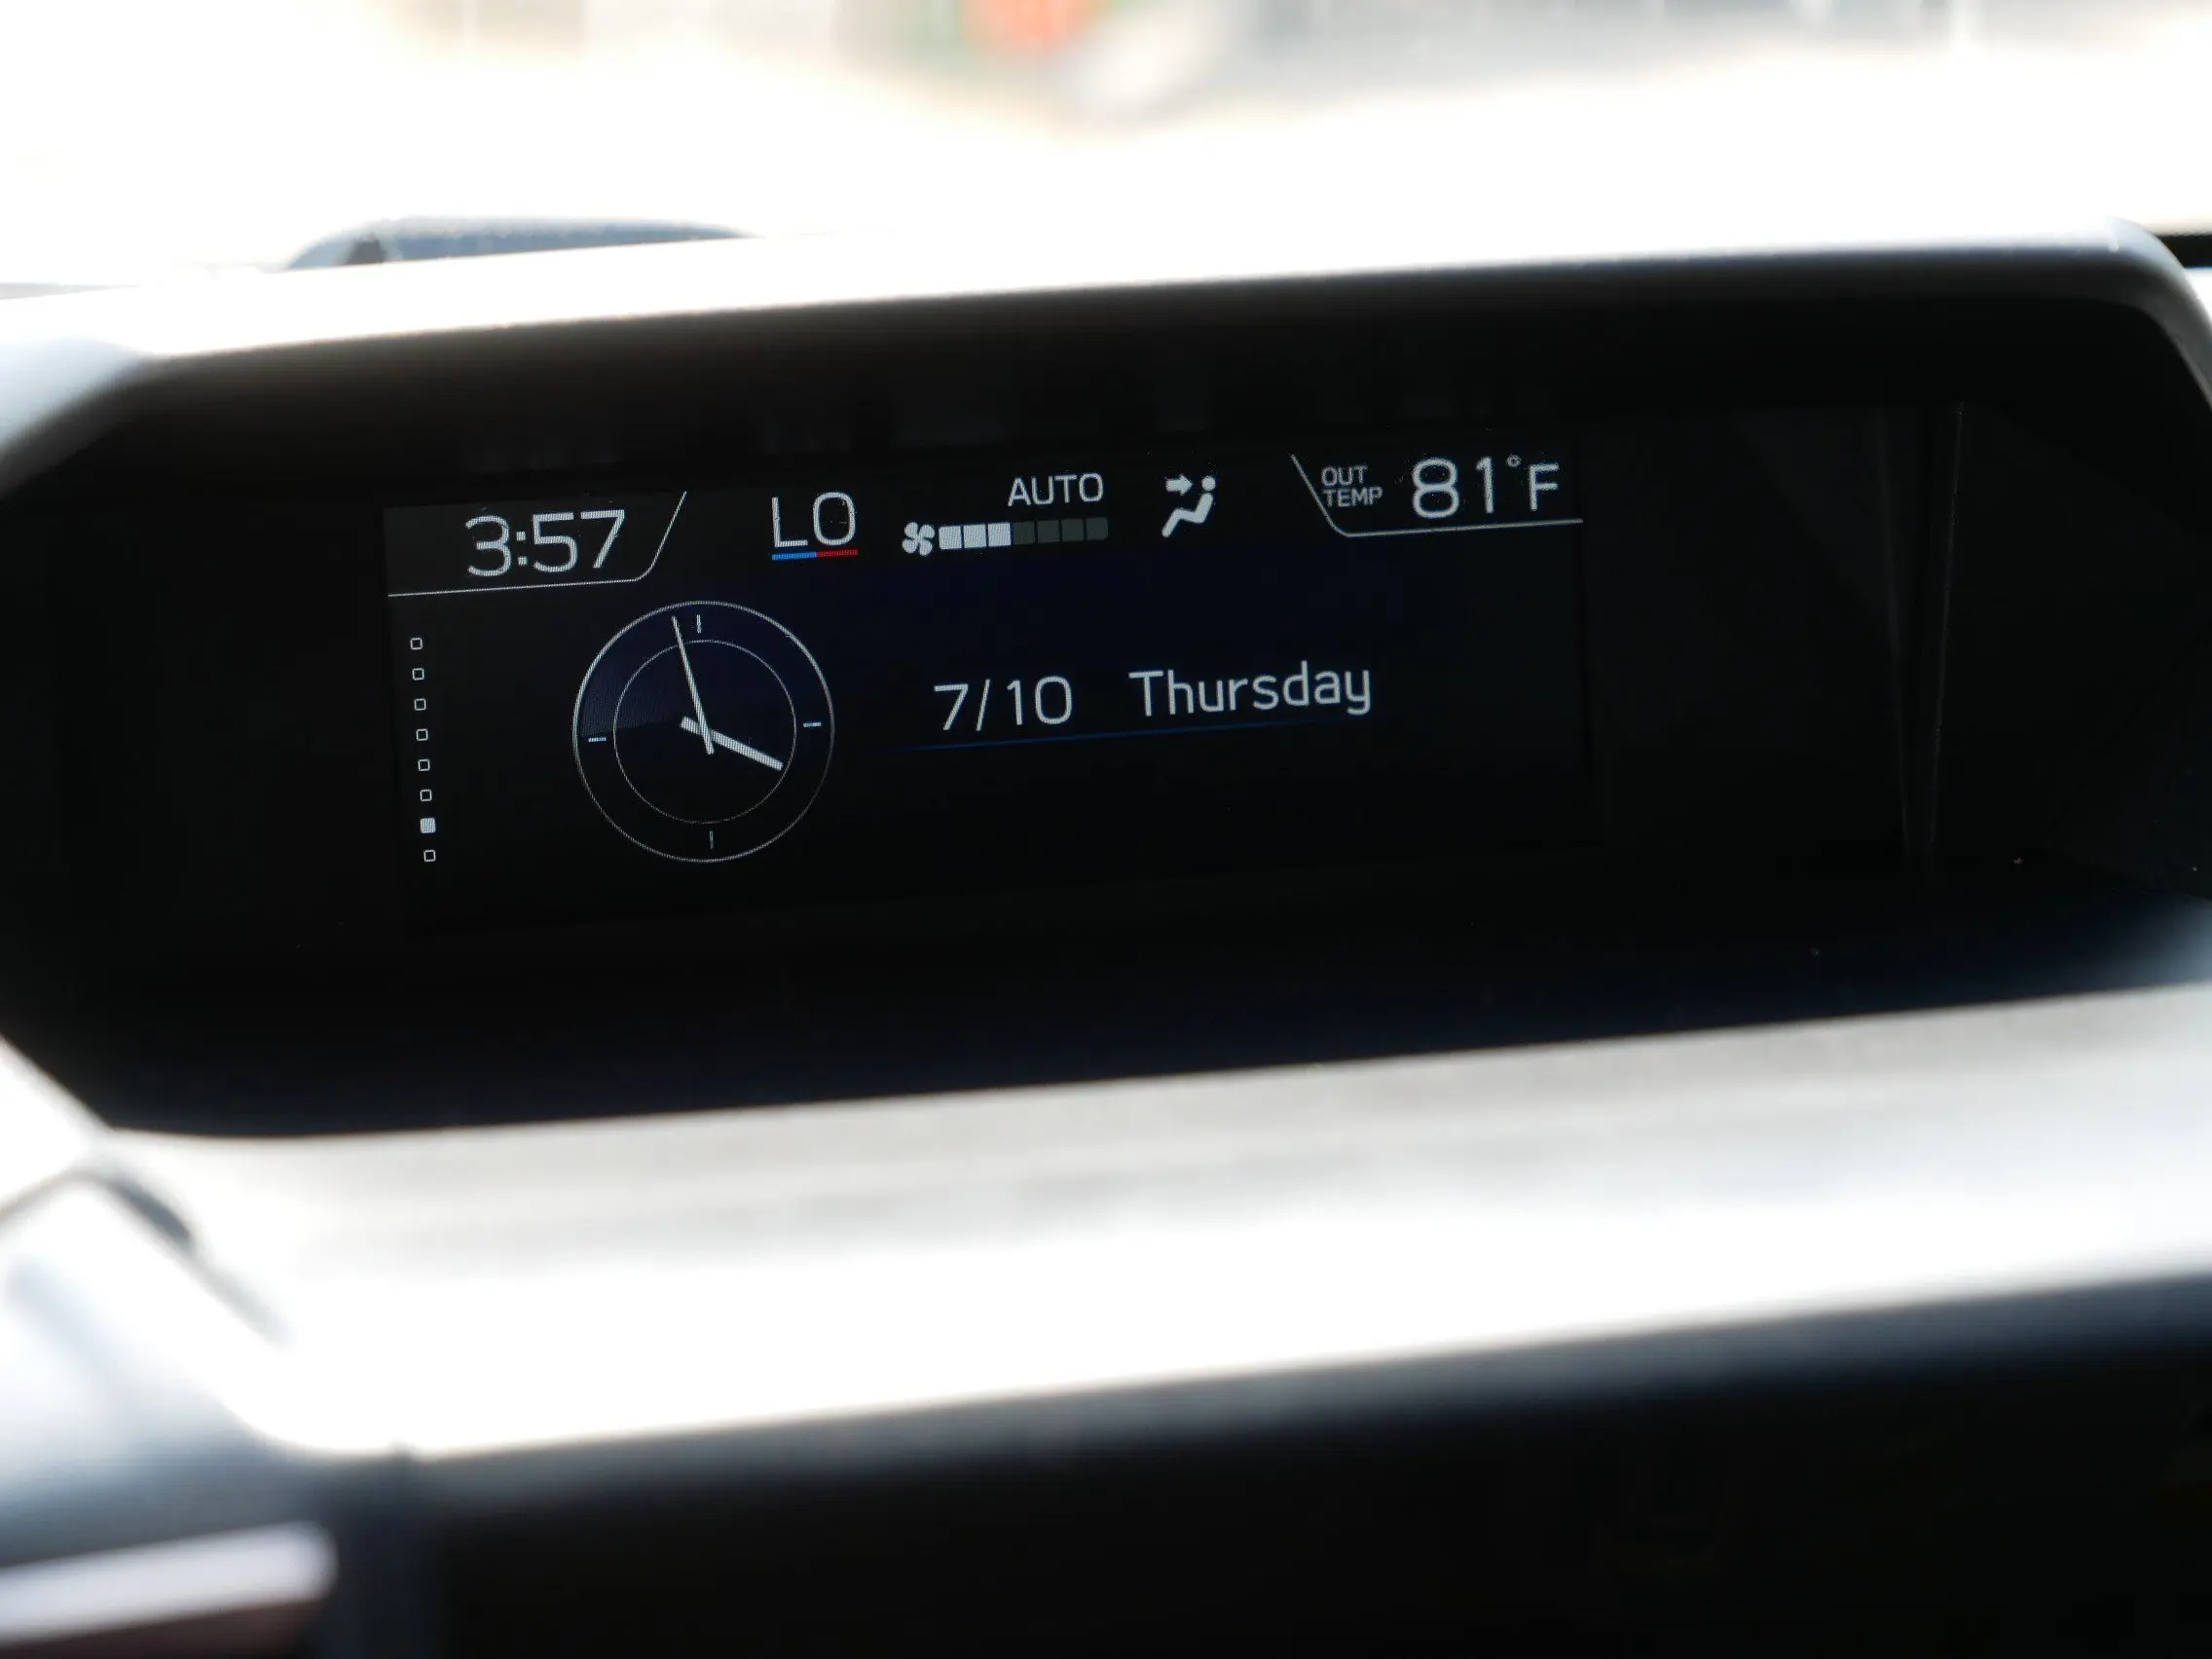 3:57
LO
AUTO
OUT
TEMP
81°F
7/10 Thursday